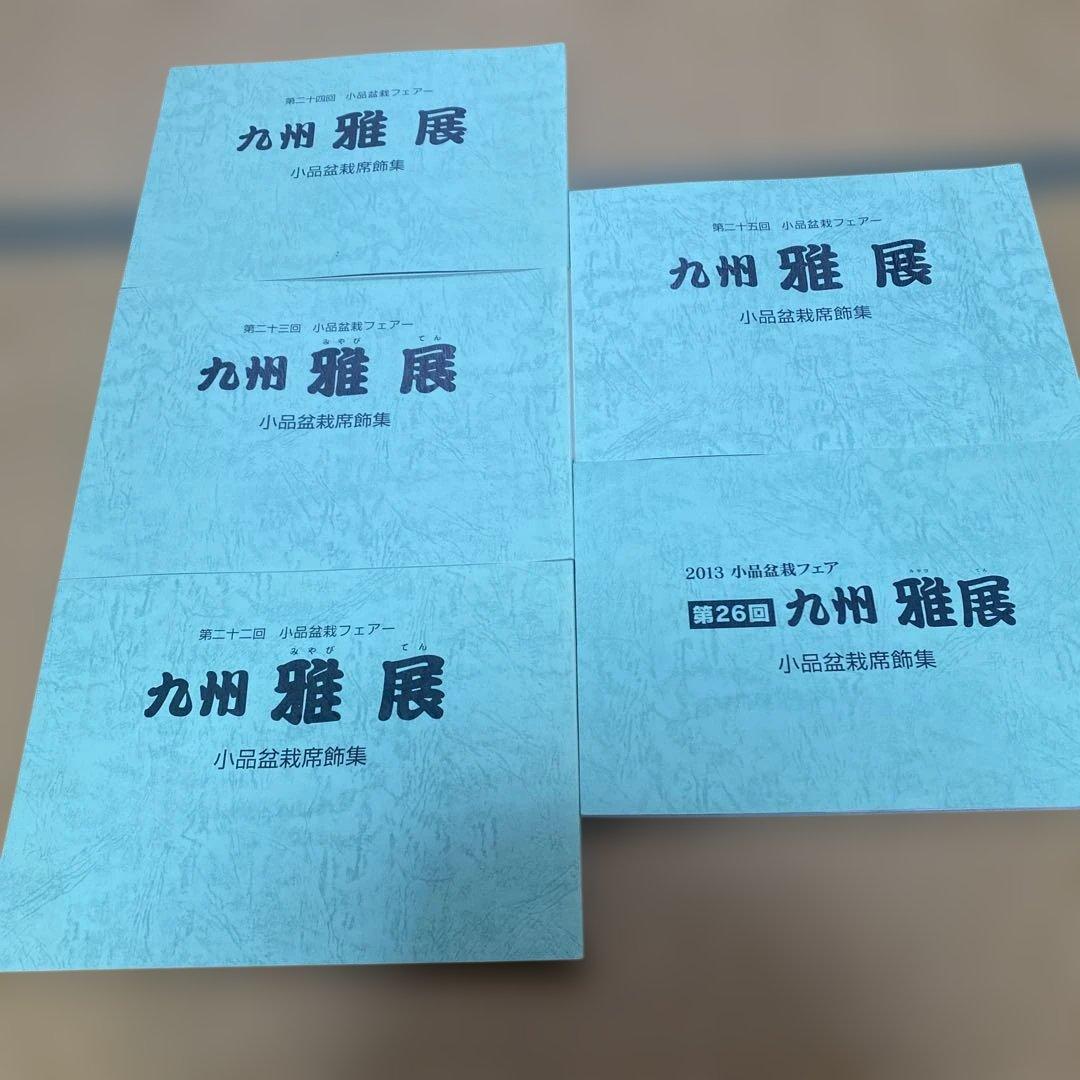 第二十四回 小品盆栽フェアー
九州 雅 展
小品盆栽席飾集
第二十三回 小品盆栽フェアー
みやび てん
九州 雅 展
小品盆栽席飾集
第二十二回 小品盆栽フェアー
みやび てん
九州 雅 展
小品盆栽席飾集
第二十五回 小品盆栽フェアー
九州 雅 展
小品盆栽席飾集
2013 小品盆栽フェア
みやび てん
第26回 九州 雅展
小品盆栽席飾集